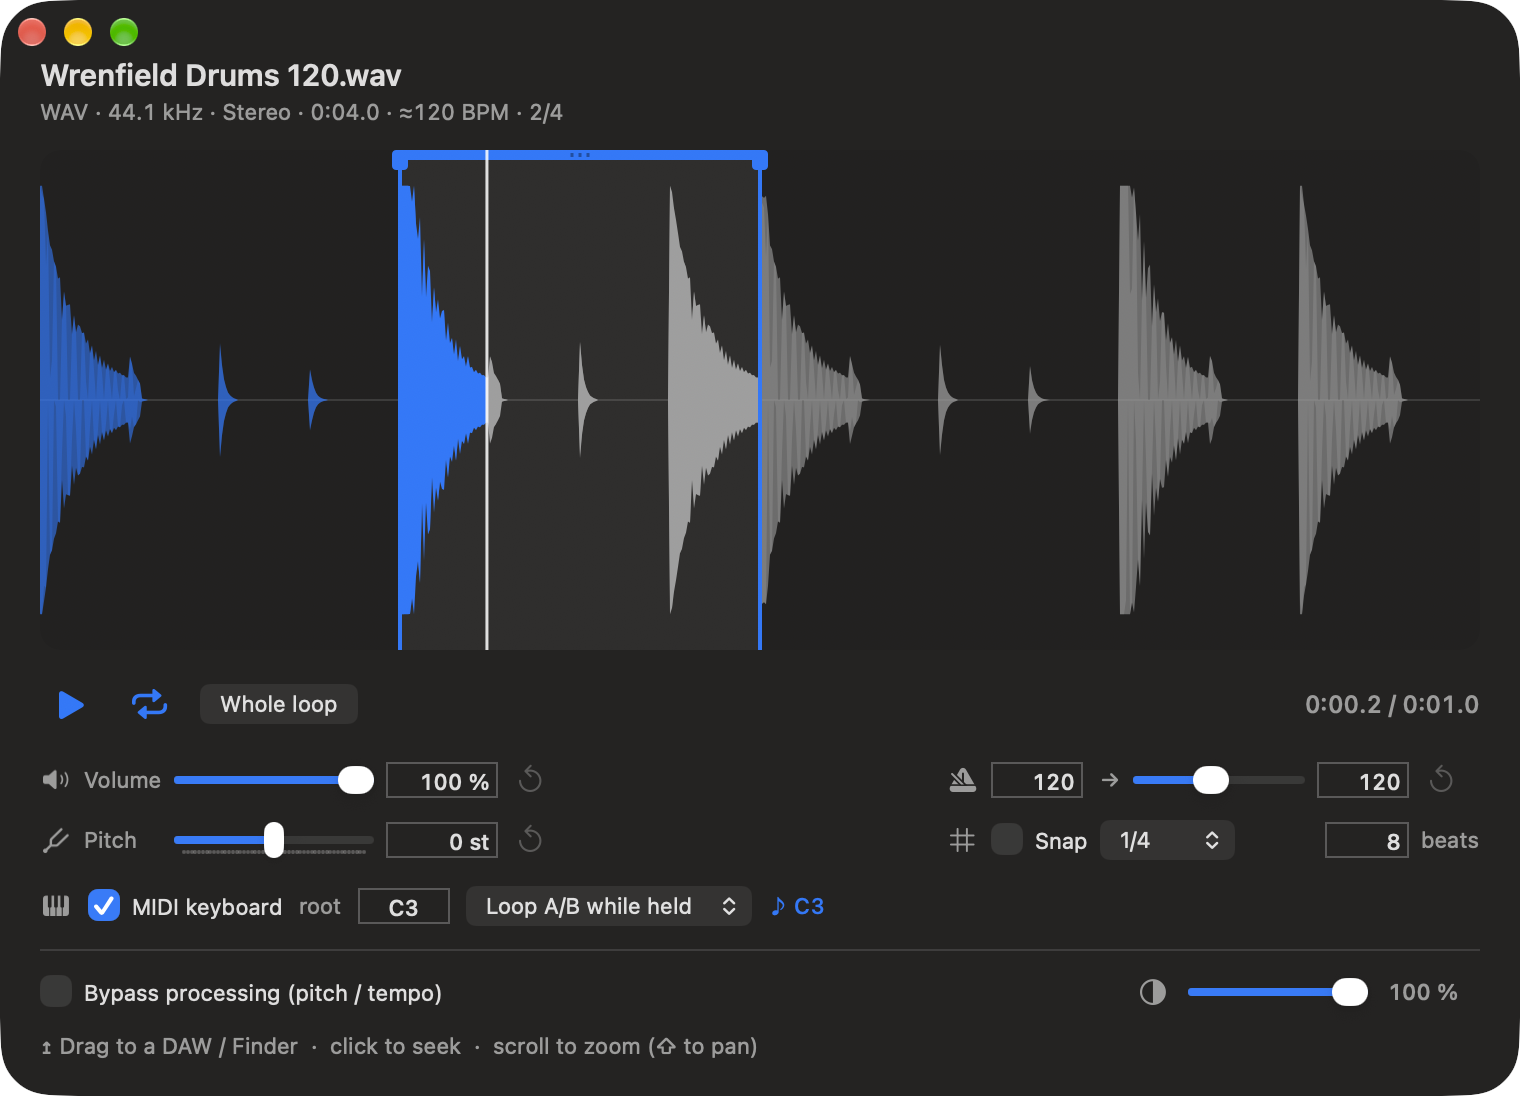 Wrenfield Drums 120.wav
WAV · 44.1 kHz · Stereo · 0:04.0 · ≈120 BPM · 2/4
Whole loop
0:00.2 / 0:01.0
Volume 100 % 120 → 120
Pitch 0 st Snap 1/4 8 beats
MIDI keyboard root C3 Loop A/B while held ♪ C3
Bypass processing (pitch / tempo) 100 %
↥ Drag to a DAW / Finder · click to seek · scroll to zoom (⇧ to pan)